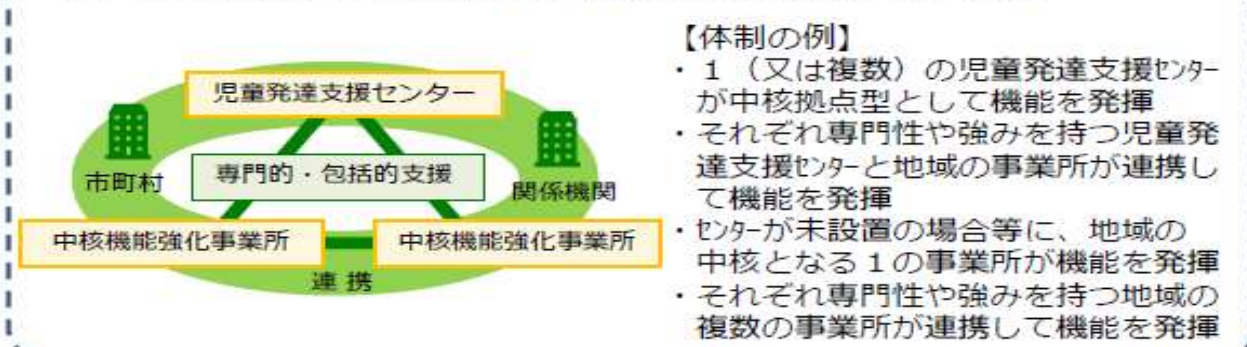 児童発達支援センター
市町村
専門的・包括的支援
関係機関
中核機能強化事業所
中核機能強化事業所
連 携
【体制の例】
・１（又は複数）の児童発達支援ｾﾝﾀｰ
が中核拠点型として機能を発揮
・それぞれ専門性や強みを持つ児童発
達支援ｾﾝﾀｰと地域の事業所が連携し
て機能を発揮
・ｾﾝﾀｰが未設置の場合等に、地域の
中核となる１の事業所が機能を発揮
・それぞれ専門性や強みを持つ地域の
複数の事業所が連携して機能を発揮